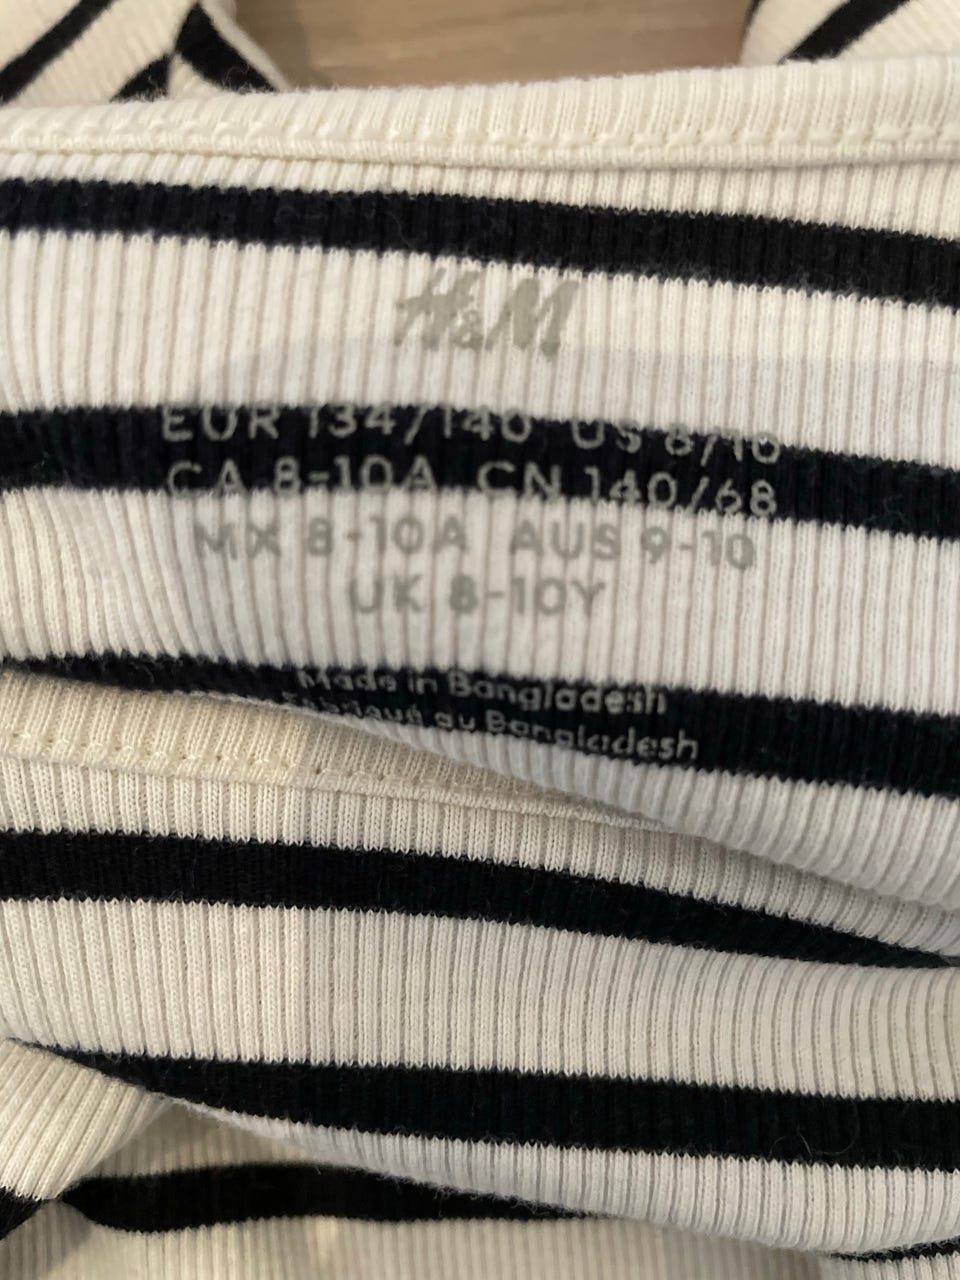 H&M
EUR 134/140 US 8/10
CA 8-10A CN 140/68
MX 8-10A AUS 9-10
UK 8-10Y
Made in Bangladesh
Fabriqué au Bangladesh